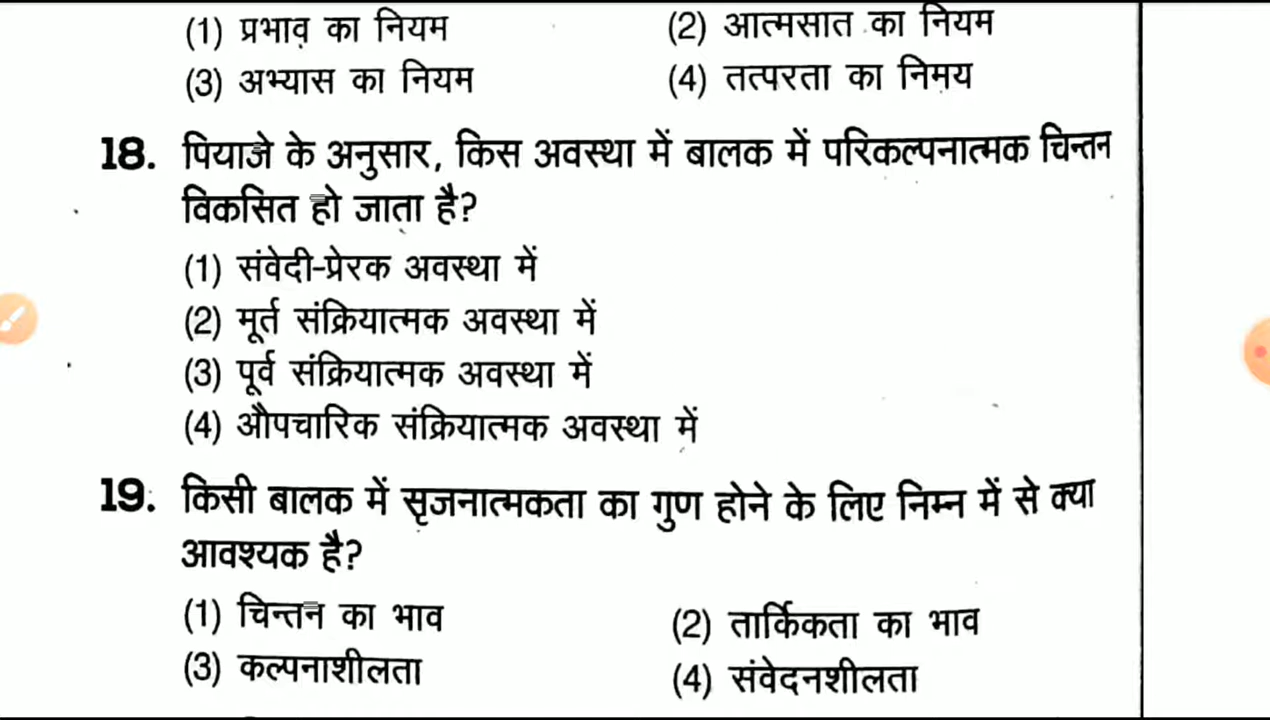 (1) प्रभाव़ का नियम (2) आत्मसात का नियम
(3) अभ्यास का नियम (4) तत्परता का निमय
18. पियाजे के अनुसार, किस अवस्था में बालक में परिकल्पनात्मक चिन्तन
विकसित हो जाता है?
(1) संवेदी-प्रेरक अवस्था में
(2) मूर्त संक्रियात्मक अवस्था में
(3) पूर्व संक्रियात्मक अवस्था में
(4) औपचारिक संक्रियात्मक अवस्था में
19. किसी बालक में सृजनात्मकता का गुण होने के लिए निम्न में से क्या
आवश्यक है?
(1) चिन्तन का भाव (2) तार्किकता का भाव
(3) कल्पनाशीलता (4) संवेदनशीलता